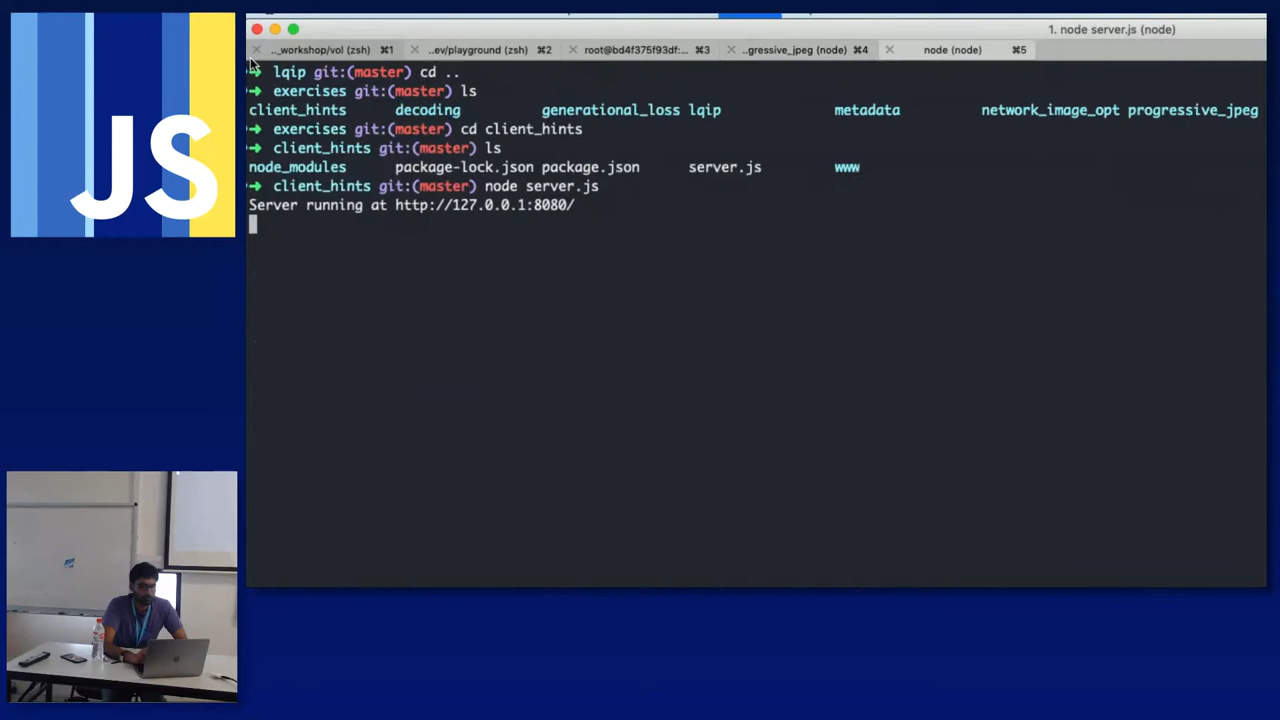 JS
1. node server.js (node)
.._workshop/vol (zsh) ⌘1 ..ev/playground (zsh) ⌘2 root@bd4f375f93df:... ⌘3 ..gressive_jpeg (node) ⌘4 node (node) ⌘5
➜ lqip git:(master) cd ..
➜ exercises git:(master) ls
client_hints decoding generational_loss lqip metadata network_image_opt progressive_jpeg
➜ exercises git:(master) cd client_hints
➜ client_hints git:(master) ls
node_modules package-lock.json package.json server.js www
➜ client_hints git:(master) node server.js
Server running at http://127.0.0.1:8080/